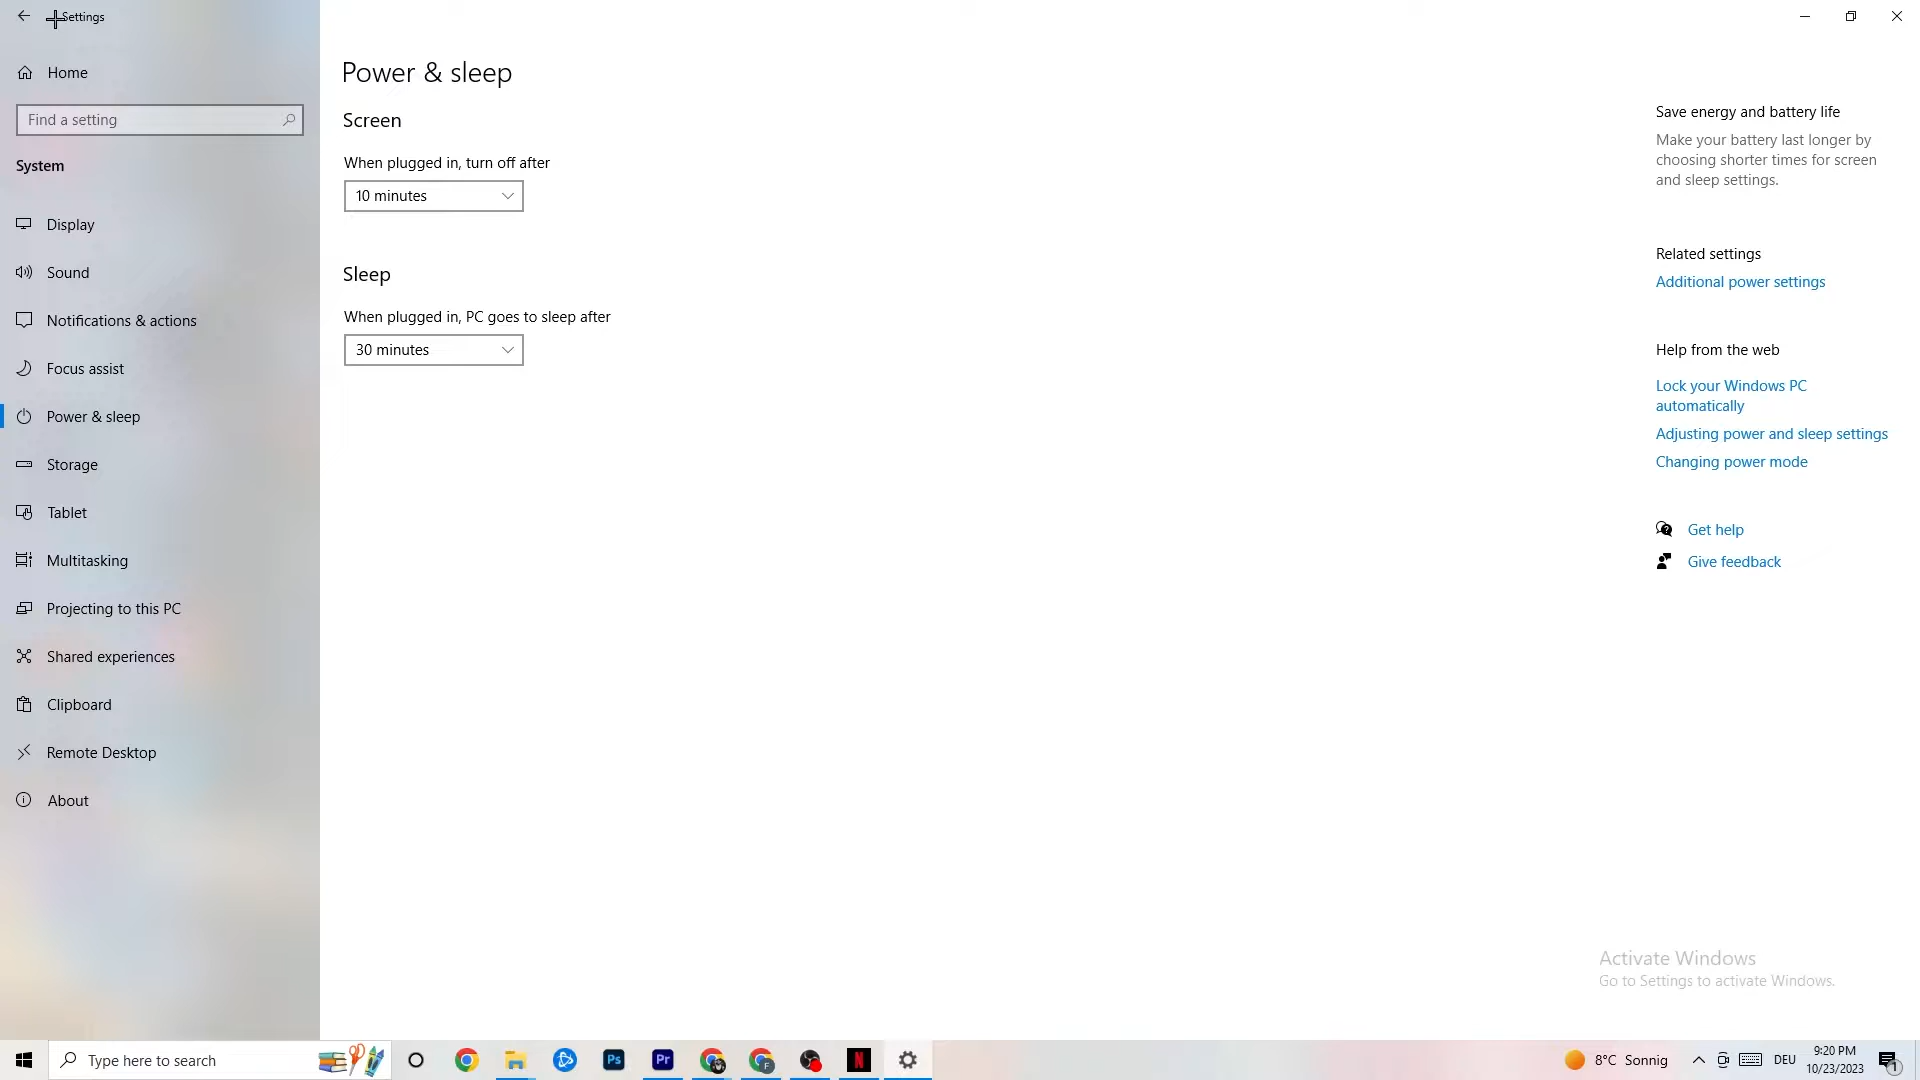 Settings
Home
Find a setting
System
Display
Sound
Notifications & actions
Focus assist
Power & sleep
Storage
Tablet
Multitasking
Projecting to this PC
Shared experiences
Clipboard
Remote Desktop
About
Power & sleep
Screen
When plugged in, turn off after
10 minutes
Sleep
When plugged in, PC goes to sleep after
30 minutes
Save energy and battery life
Make your battery last longer by
choosing shorter times for screen
and sleep settings.
Related settings
Additional power settings
Help from the web
Lock your Windows PC
automatically
Adjusting power and sleep settings
Changing power mode
Get help
Give feedback
Activate Windows
Go to Settings to activate Windows.
Type here to search
Ps
Pr
F
N
8°C Sonnig
DEU
9:20 PM
10/23/2023
1